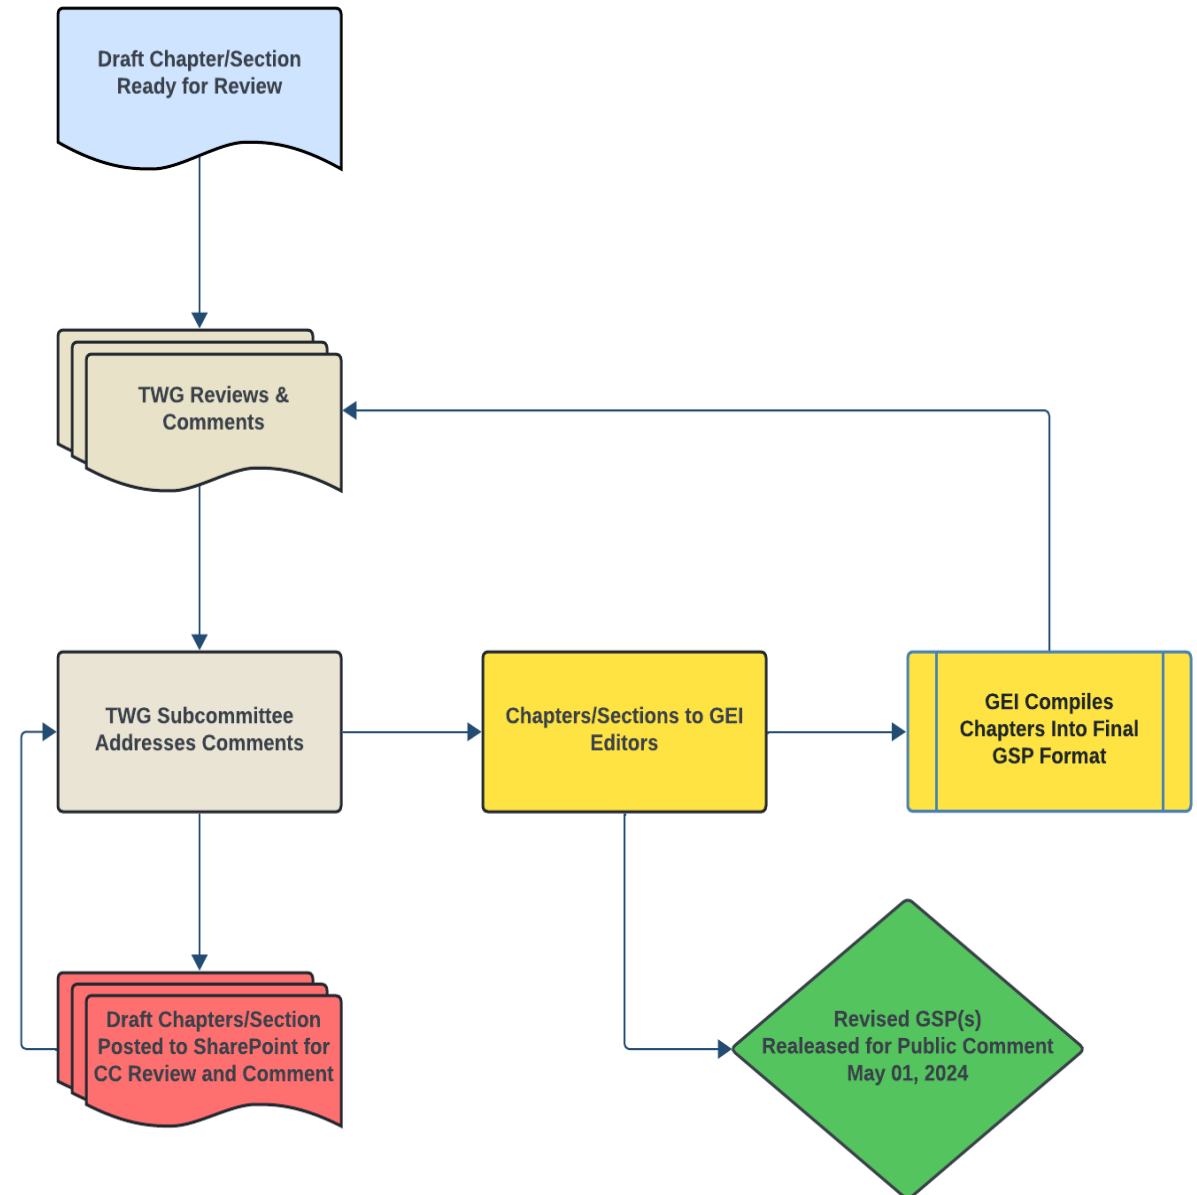 Draft Chapter/Section
Ready for Review
TWG Reviews &
Comments
TWG Subcommittee
Addresses Comments
Chapters/Sections to GEI
Editors
GEI Compiles
Chapters Into Final
GSP Format
Draft Chapters/Section
Posted to SharePoint for
CC Review and Comment
Revised GSP(s)
Realeased for Public Comment
May 01, 2024